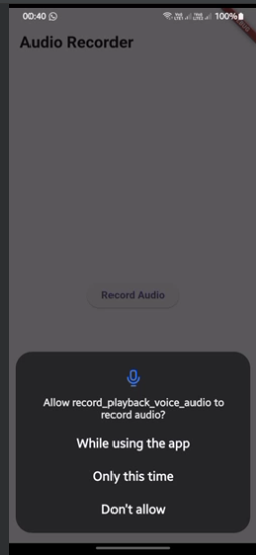 00:40 100%
Audio Recorder
Record Audio
Allow record_playback_voice_audio to
record audio?
While using the app
Only this time
Don't allow